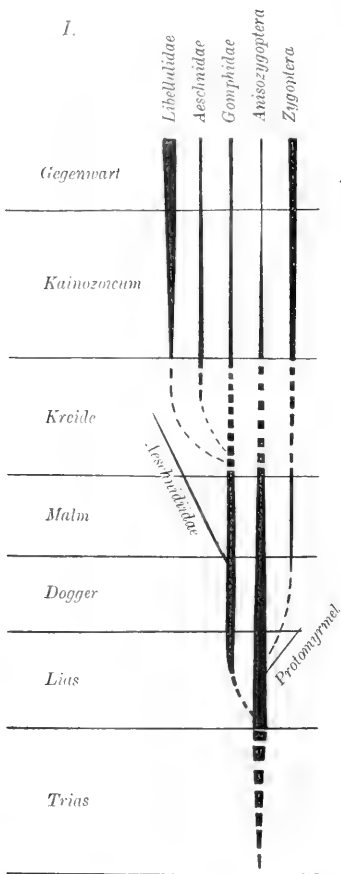 I.
Libellulidae
Aeschnidae
Gomphidae
Anisozygoptera
Zygoptera
Gegenwart
Kainozoicum
Kreide
Aeschnidiidae
Malm
Dogger
Protomyrmel
Lias
Trias